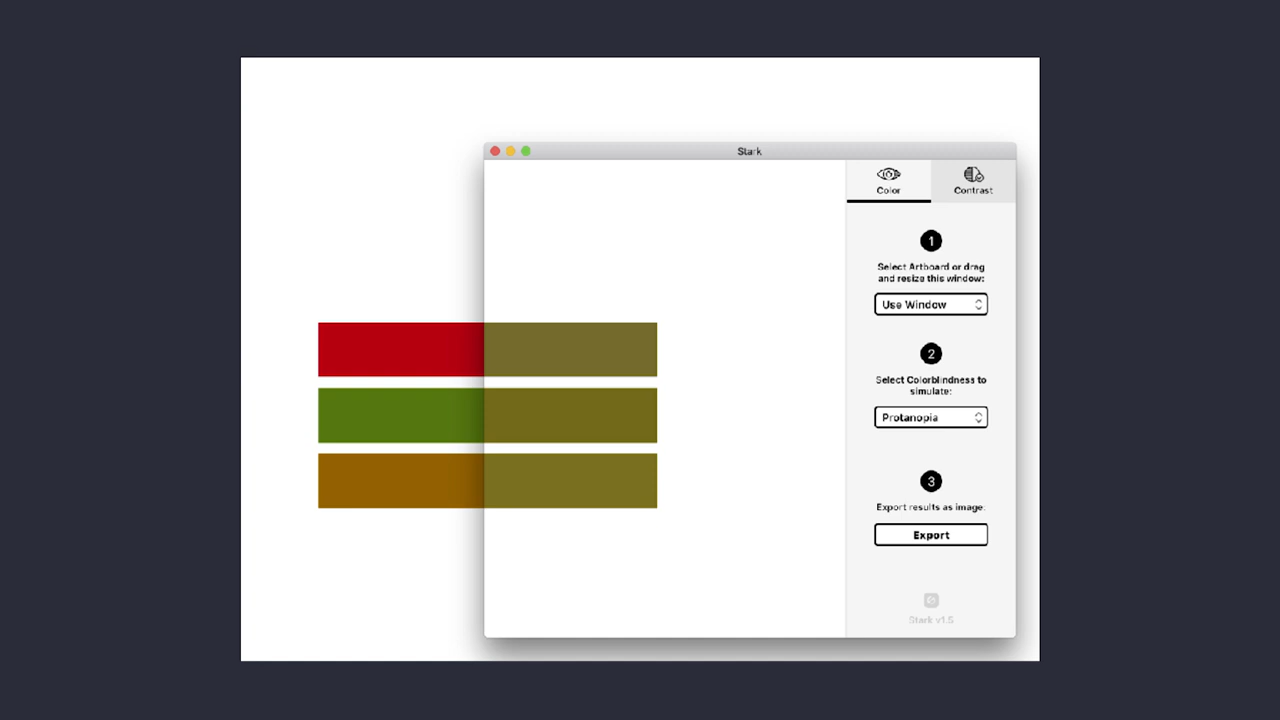 Stark
Color
Contrast
1
Select Artboard or drag
and resize this window:
Use Window
2
Select Colorblindness to
simulate:
Protanopia
3
Export results as image:
Export
Stark v1.5